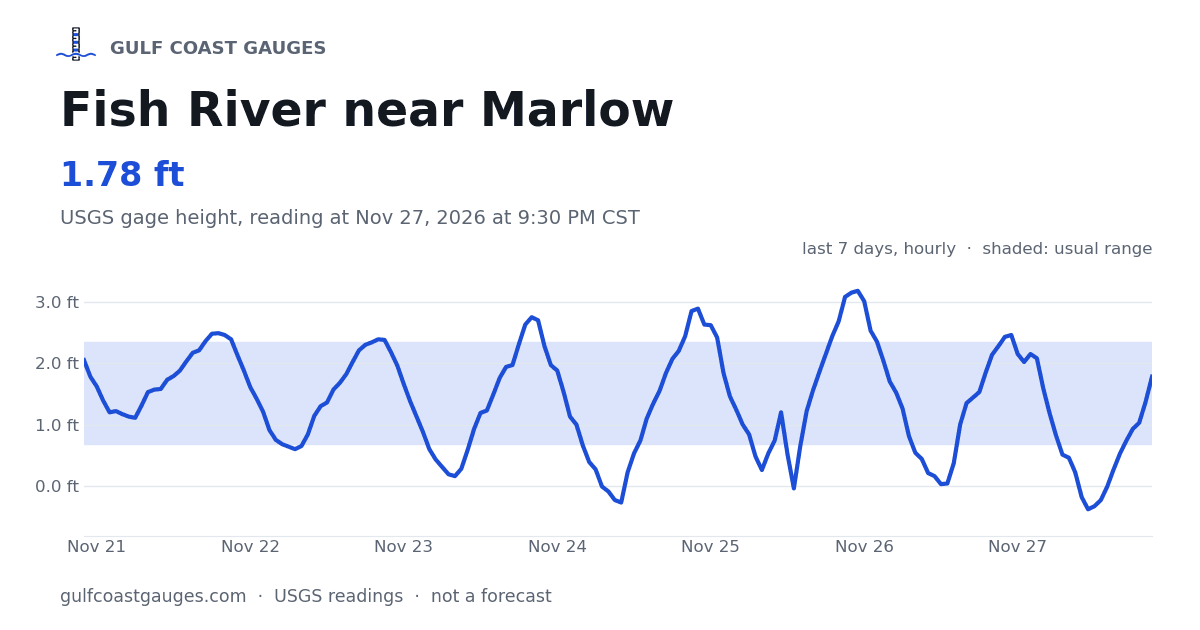 GULF COAST GAUGES
Fish River near Marlow
1.78 ft
USGS gage height, reading at Nov 27, 2026 at 9:30 PM CST
last 7 days, hourly · shaded: usual range
3.0 ft
2.0 ft
1.0 ft
0.0 ft
Nov 21 Nov 22 Nov 23 Nov 24 Nov 25 Nov 26 Nov 27
gulfcoastgauges.com · USGS readings · not a forecast